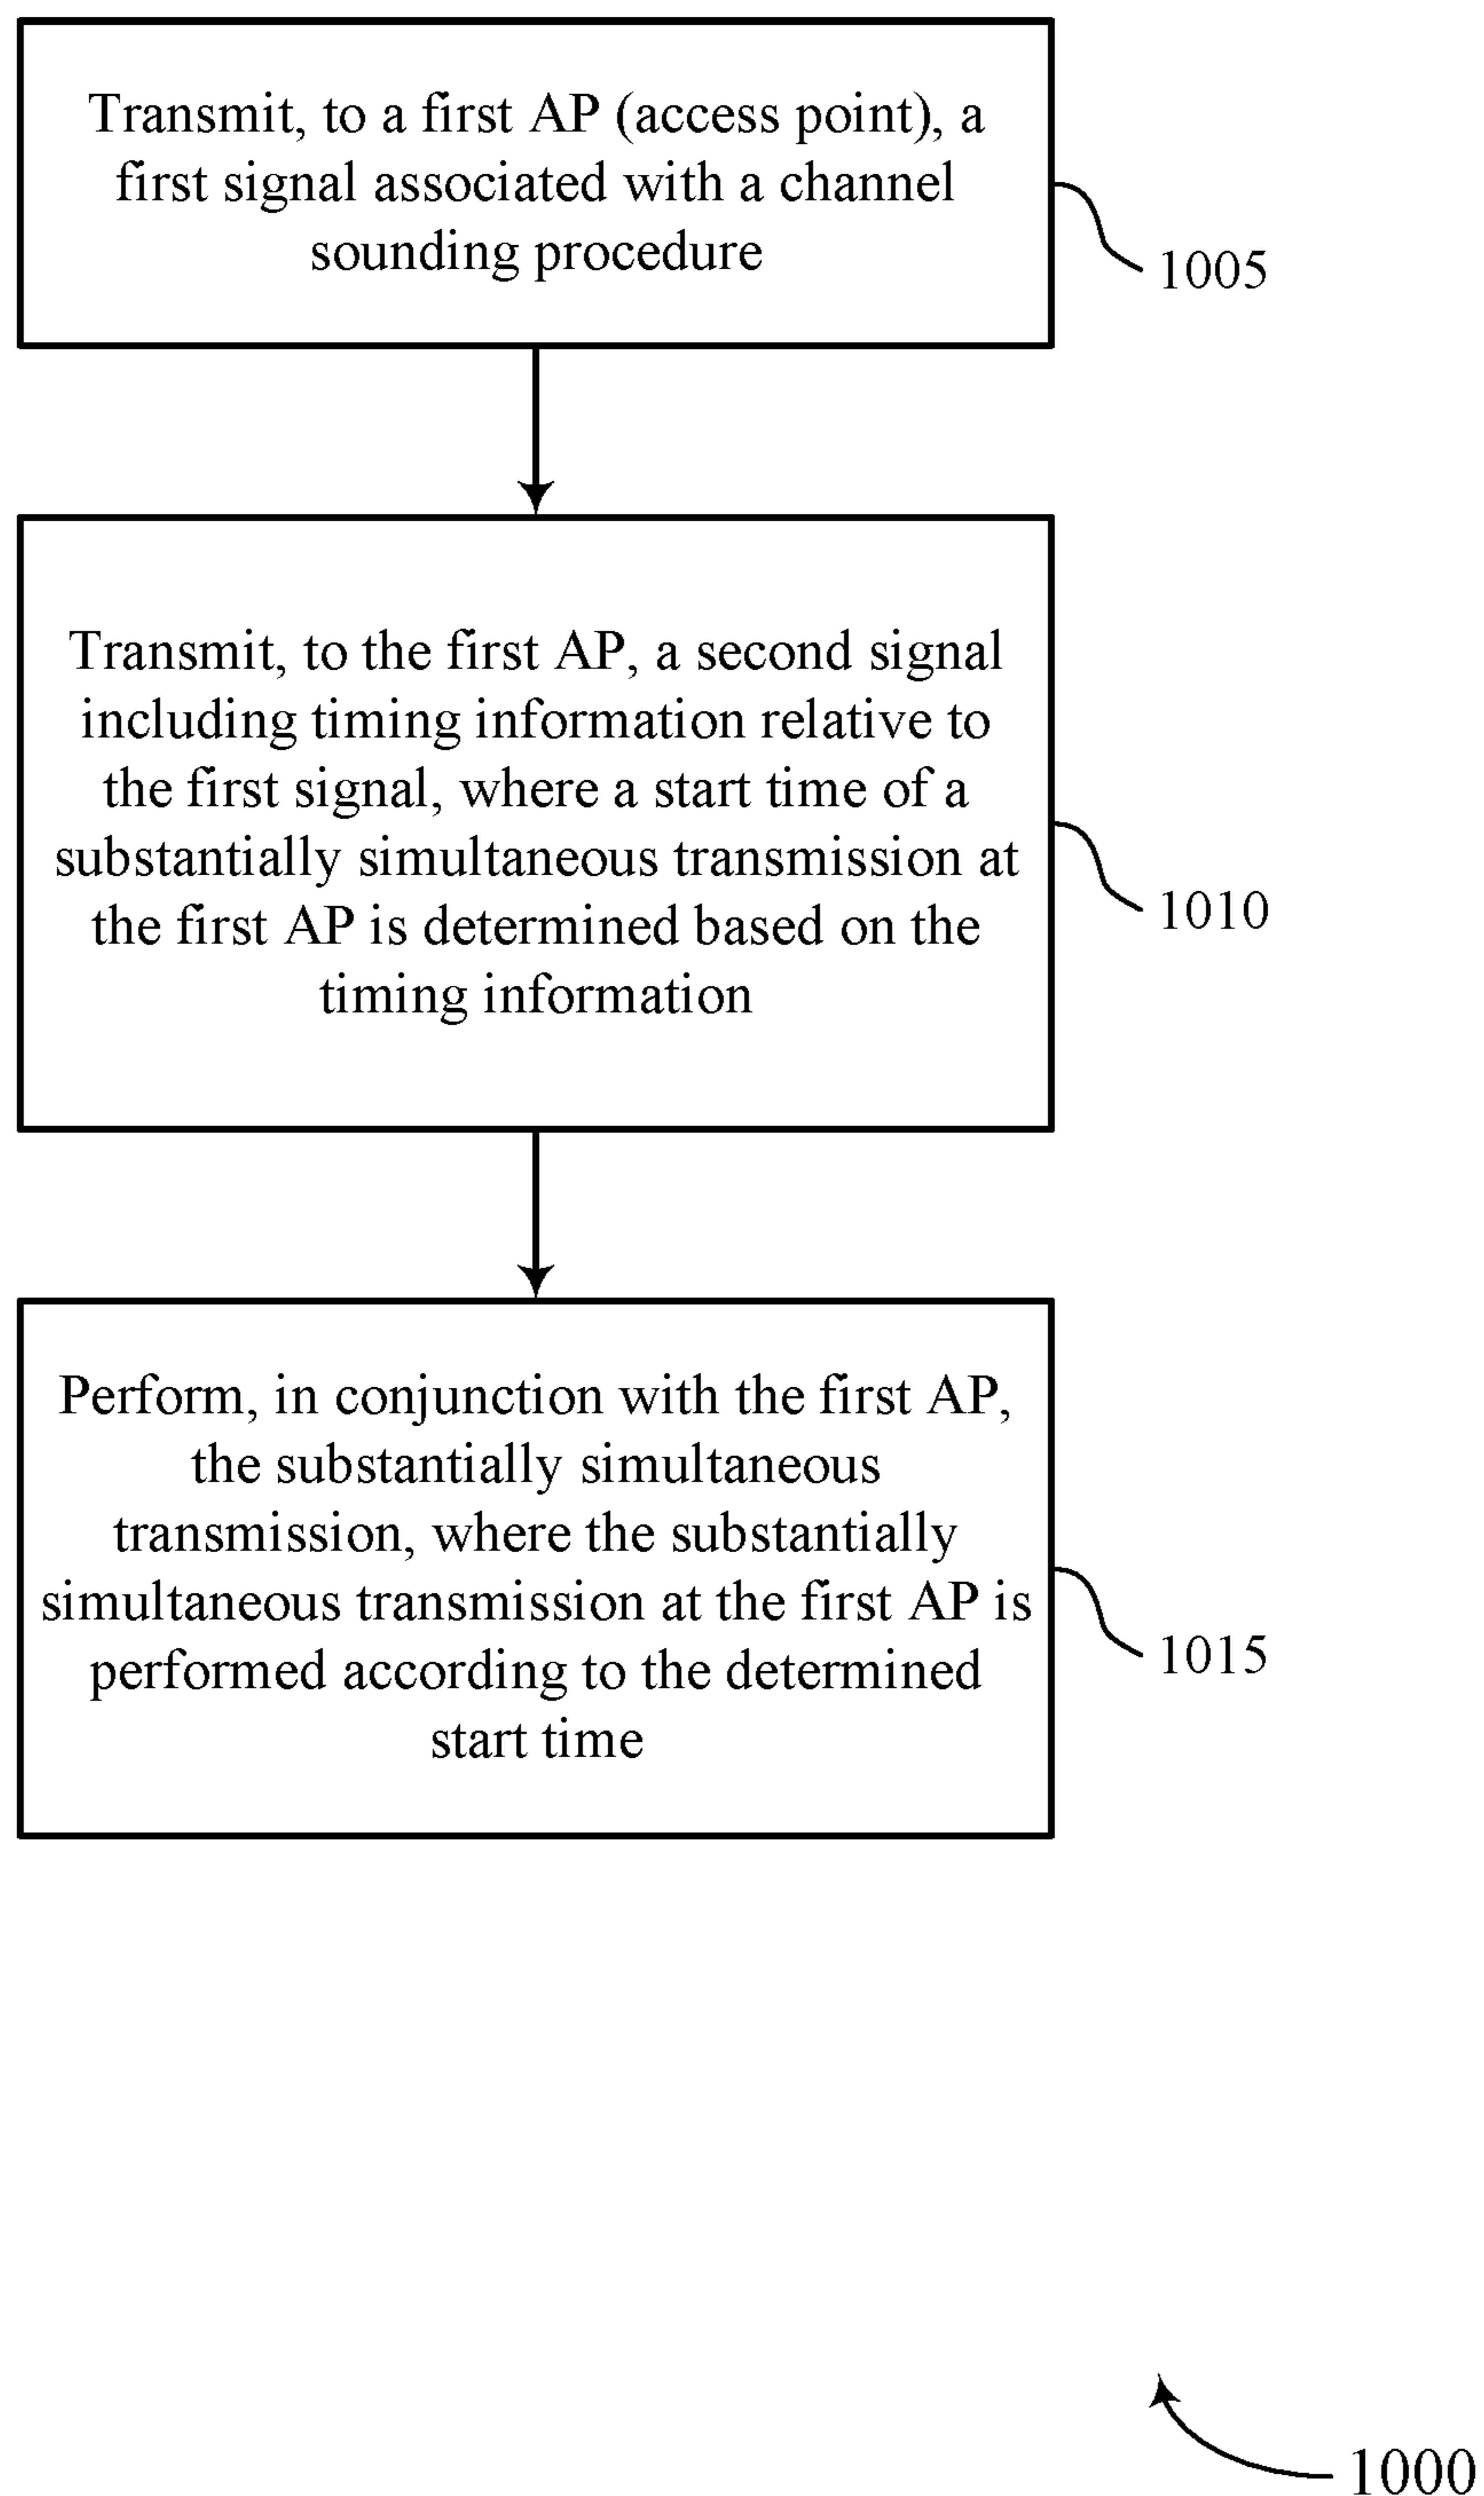 Transmit, to a first AP (access point), a
first signal associated with a channel
sounding procedure
1005
Transmit, to the first AP, a second signal
including timing information relative to
the first signal, where a start time of a
substantially simultaneous transmission at
the first AP is determined based on the
timing information
1010
Perform, in conjunction with the first AP,
the substantially simultaneous
transmission, where the substantially
simultaneous transmission at the first AP is
performed according to the determined
start time
1015
1000